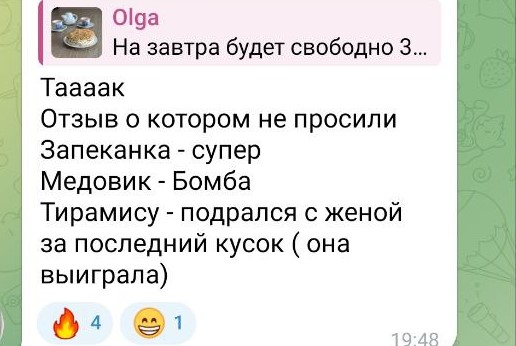 Olga
На завтра будет свободно 3...
Таааак
Отзыв о котором не просили
Запеканка - супер
Медовик - Бомба
Тирамису - подрался с женой
за последний кусок ( она
выиграла)
4
1
19:48